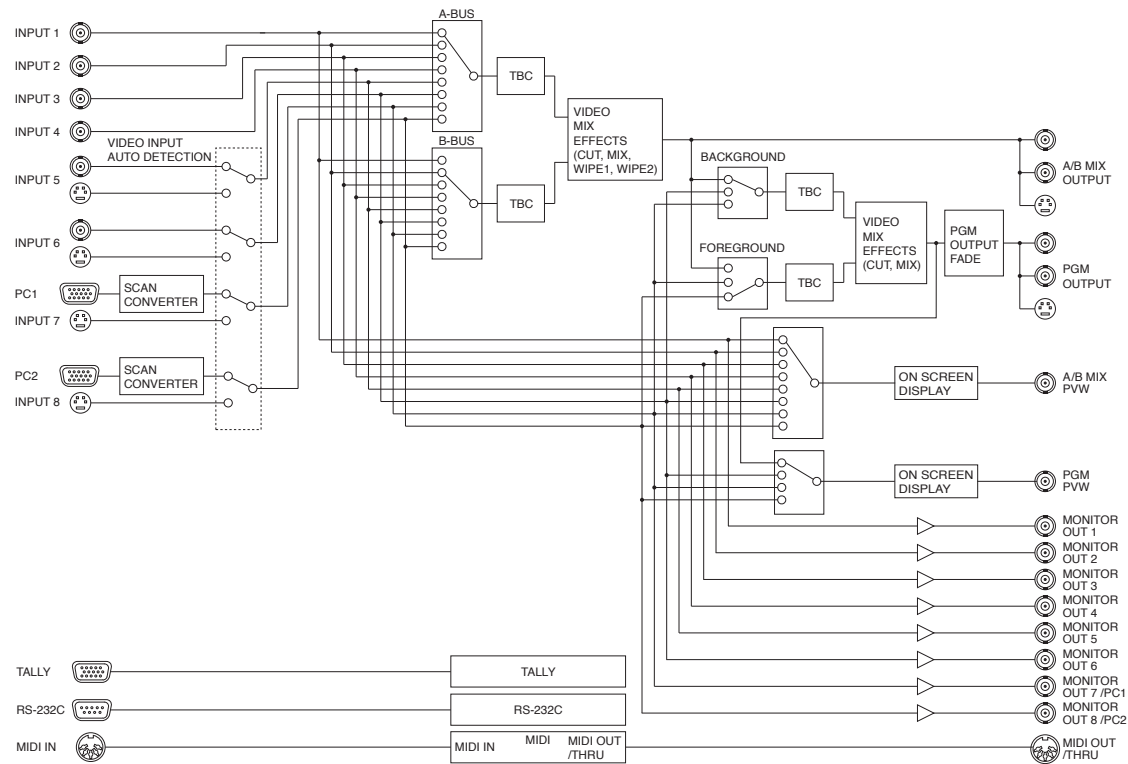 A-BUS
INPUT 1
INPUT 2
INPUT 3
INPUT 4
VIDEO INPUT
AUTO DETECTION
INPUT 5
INPUT 6
PC1
SCAN
CONVERTER
INPUT 7
PC2
SCAN
CONVERTER
INPUT 8
TBC
B-BUS
TBC
VIDEO
MIX
EFFECTS
(CUT, MIX,
WIPE1, WIPE2)
BACKGROUND
TBC
FOREGROUND
TBC
VIDEO
MIX
EFFECTS
(CUT, MIX)
PGM
OUTPUT
FADE
A/B MIX
OUTPUT
PGM
OUTPUT
ON SCREEN
DISPLAY
A/B MIX
PVW
ON SCREEN
DISPLAY
PGM
PVW
MONITOR
OUT 1
MONITOR
OUT 2
MONITOR
OUT 3
MONITOR
OUT 4
MONITOR
OUT 5
MONITOR
OUT 6
MONITOR
OUT 7 /PC1
MONITOR
OUT 8 /PC2
TALLY
TALLY
RS-232C
RS-232C
MIDI IN
MIDI IN
MIDI
MIDI OUT
/THRU
MIDI OUT
/THRU